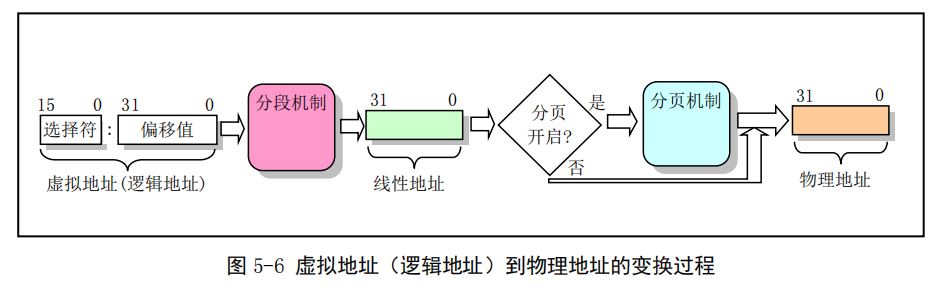 15 0 31 0
选择符 : 偏移值
虚拟地址(逻辑地址)
分段机制
31 0
线性地址
分页
开启?
是
否
分页机制
31 0
物理地址
图 5-6 虚拟地址（逻辑地址）到物理地址的变换过程